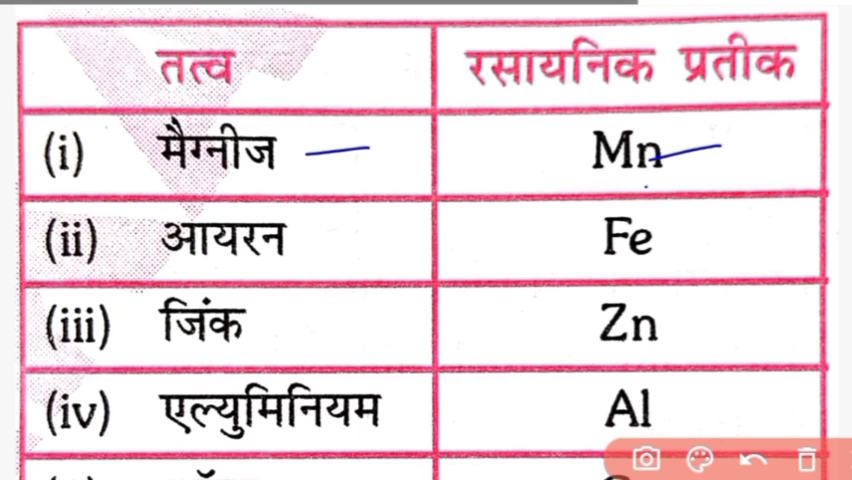 तत्व रसायनिक प्रतीक
(i) मैग्नीज Mn
(ii) आयरन Fe
(iii) जिंक Zn
(iv) एल्युमिनियम Al